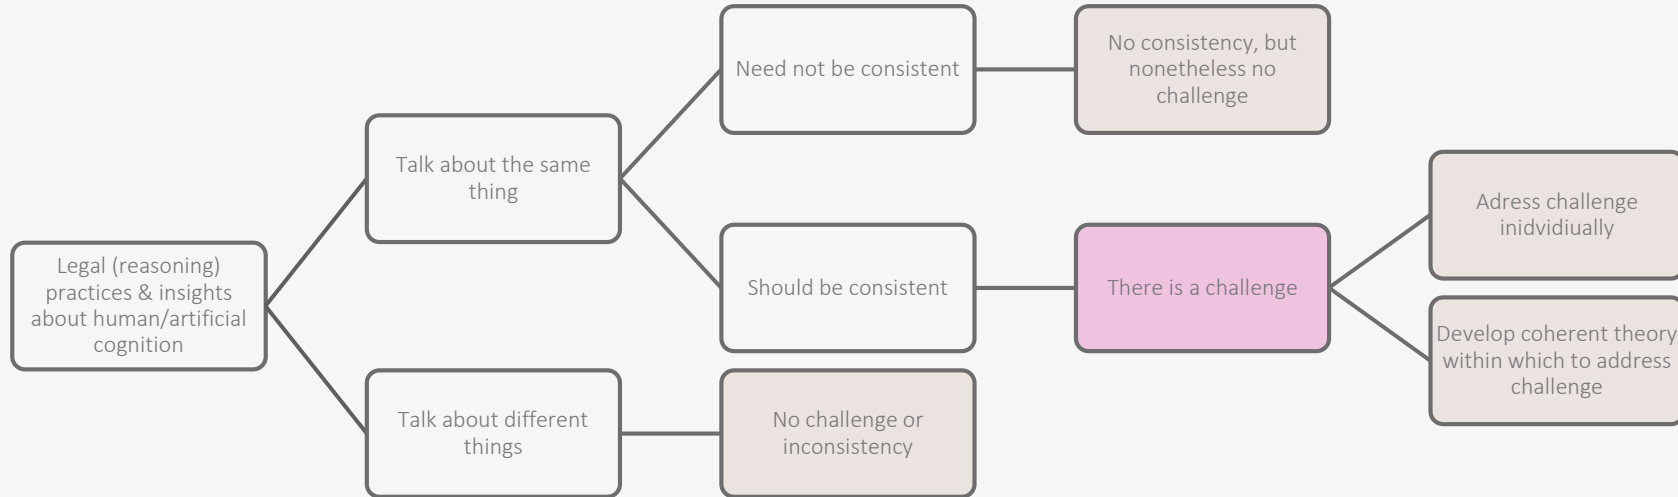 Legal (reasoning)
practices & insights
about human/artificial
cognition
Talk about the same
thing
Need not be consistent
No consistency, but
nonetheless no
challenge
Should be consistent
There is a challenge
Adress challenge
inidvidiually
Develop coherent theory
within which to address
challenge
Talk about different
things
No challenge or
inconsistency